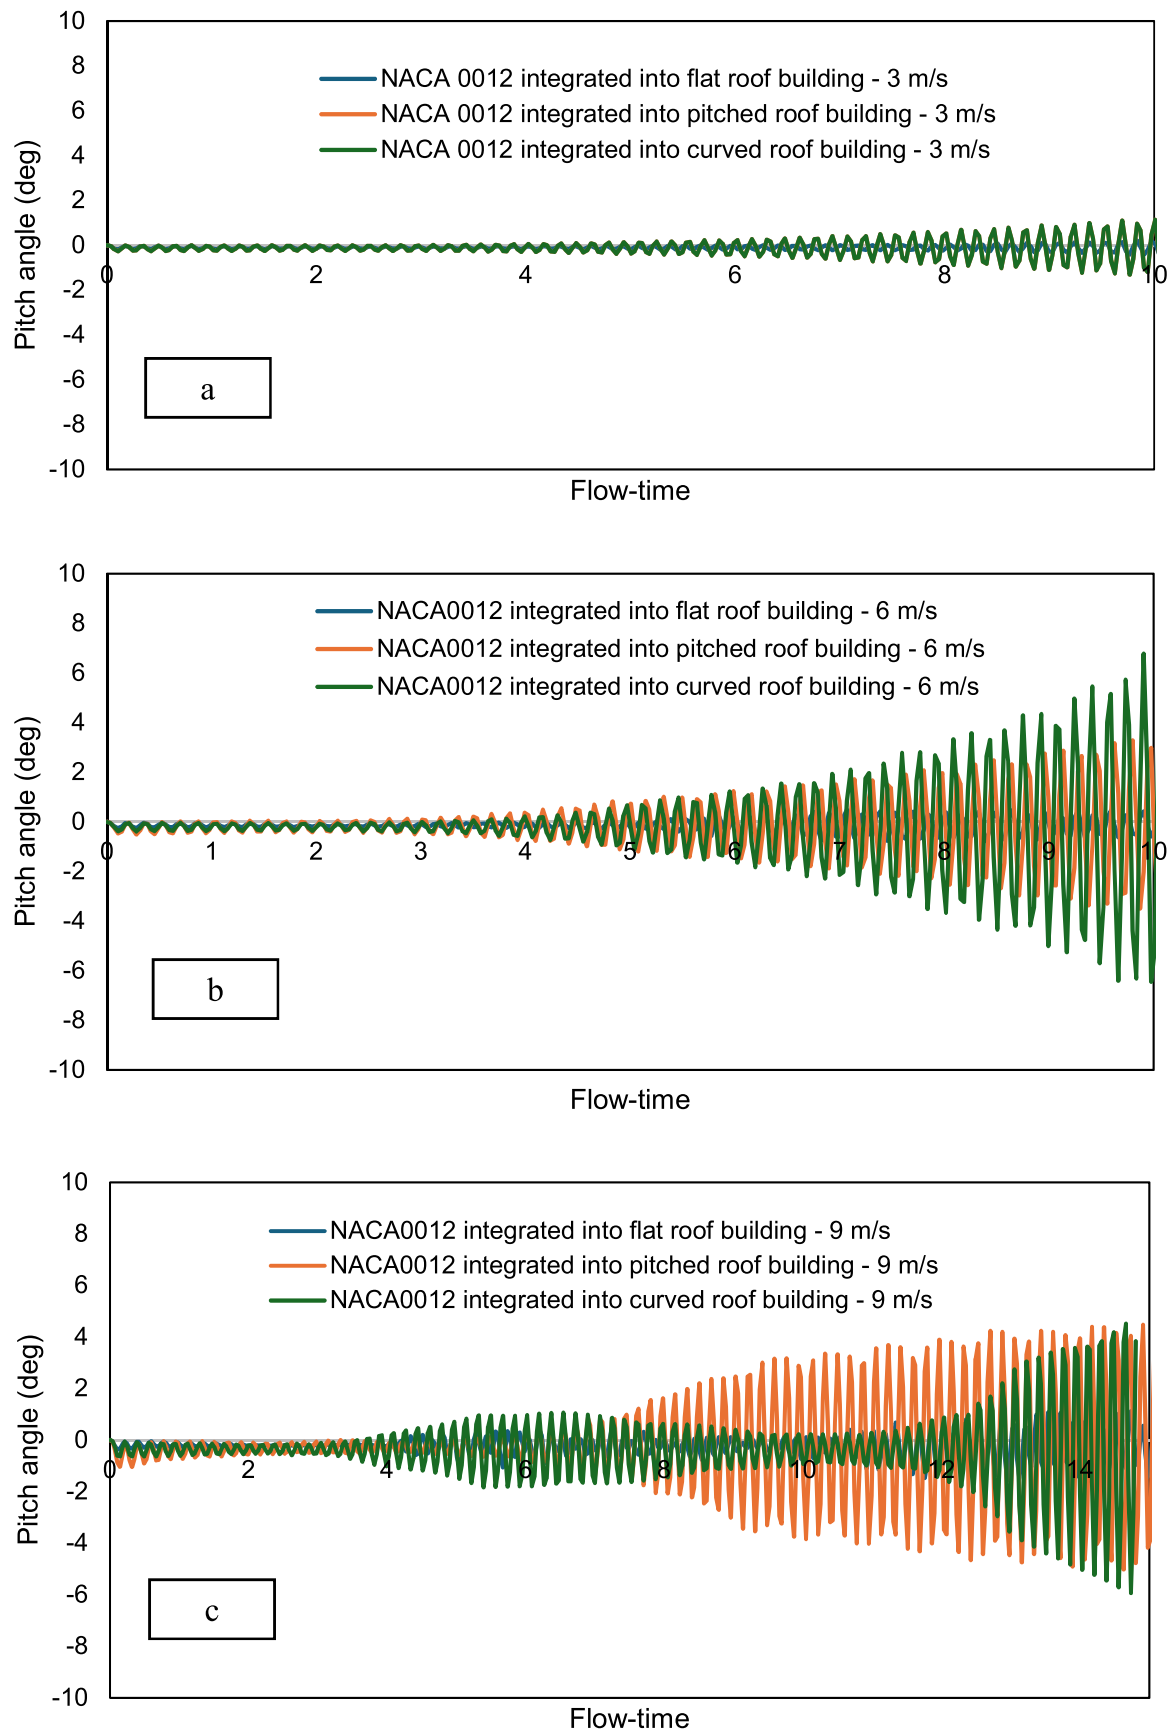 10
8
NACA 0012 integrated into flat roof building - 3 m/s
6
NACA 0012 integrated into pitched roof building - 3 m/s
4
NACA 0012 integrated into curved roof building - 3 m/s
2
0
0 2 4 6 8 10
-2
-4
-6
a
-8
-10
Pitch angle (deg)
Flow-time
10
8
NACA0012 integrated into flat roof building - 6 m/s
NACA0012 integrated into pitched roof building - 6 m/s
6
NACA0012 integrated into curved roof building - 6 m/s
4
2
0
0 1 2 3 4 5 6 7 8 9 10
-2
-4
-6
b
-8
-10
Pitch angle (deg)
Flow-time
10
8
NACA0012 integrated into flat roof building - 9 m/s
NACA0012 integrated into pitched roof building - 9 m/s
6
NACA0012 integrated into curved roof building - 9 m/s
4
2
0
0 2 4 6 8 10 12 14
-2
-4
-6
c
-8
-10
Pitch angle (deg)
Flow-time